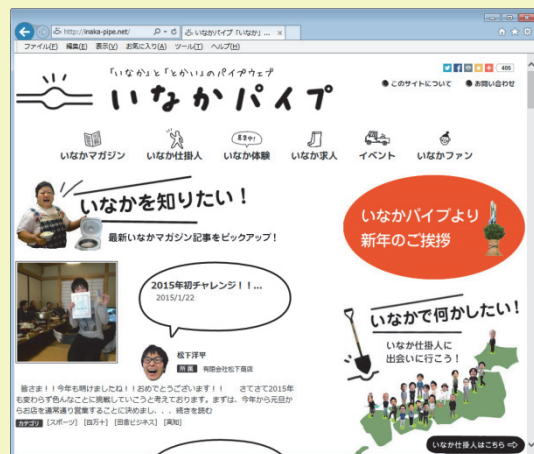 http://inaka-pipe.net/
いなかパイプ「いなか」...
ファイル(F) 編集(E) 表示(V) お気に入り(A) ツール(T) ヘルプ(H)
「いなか」と「とかい」のパイプウェブ
いなかパイプ
486
このサイトについて お問い合わせ
募集中!
いなかマガジン いなか仕掛人 いなか体験 いなか求人 イベント いなかファン
いなかを知りたい!
最新いなかマガジン記事をピックアップ!
いなかパイプより
新年のご挨拶
2015年初チャレンジ!!...
2015/1/22
松下洋平
所属 有限会社松下商店
皆さま!!今年も明けましたね!!おめでとうございます!! さてさて2015年
も変わらず色んなことに挑戦していこうと考えております。まずは、今年から元旦か
らお店を通常通り営業することに決めまし、...続きを読む
カテゴリ [スポーツ] [四万十] [田舎ビジネス] [高知]
いなかで何かしたい!
いなか仕掛人に
出会いに行こう!
いなか仕掛人はこちら